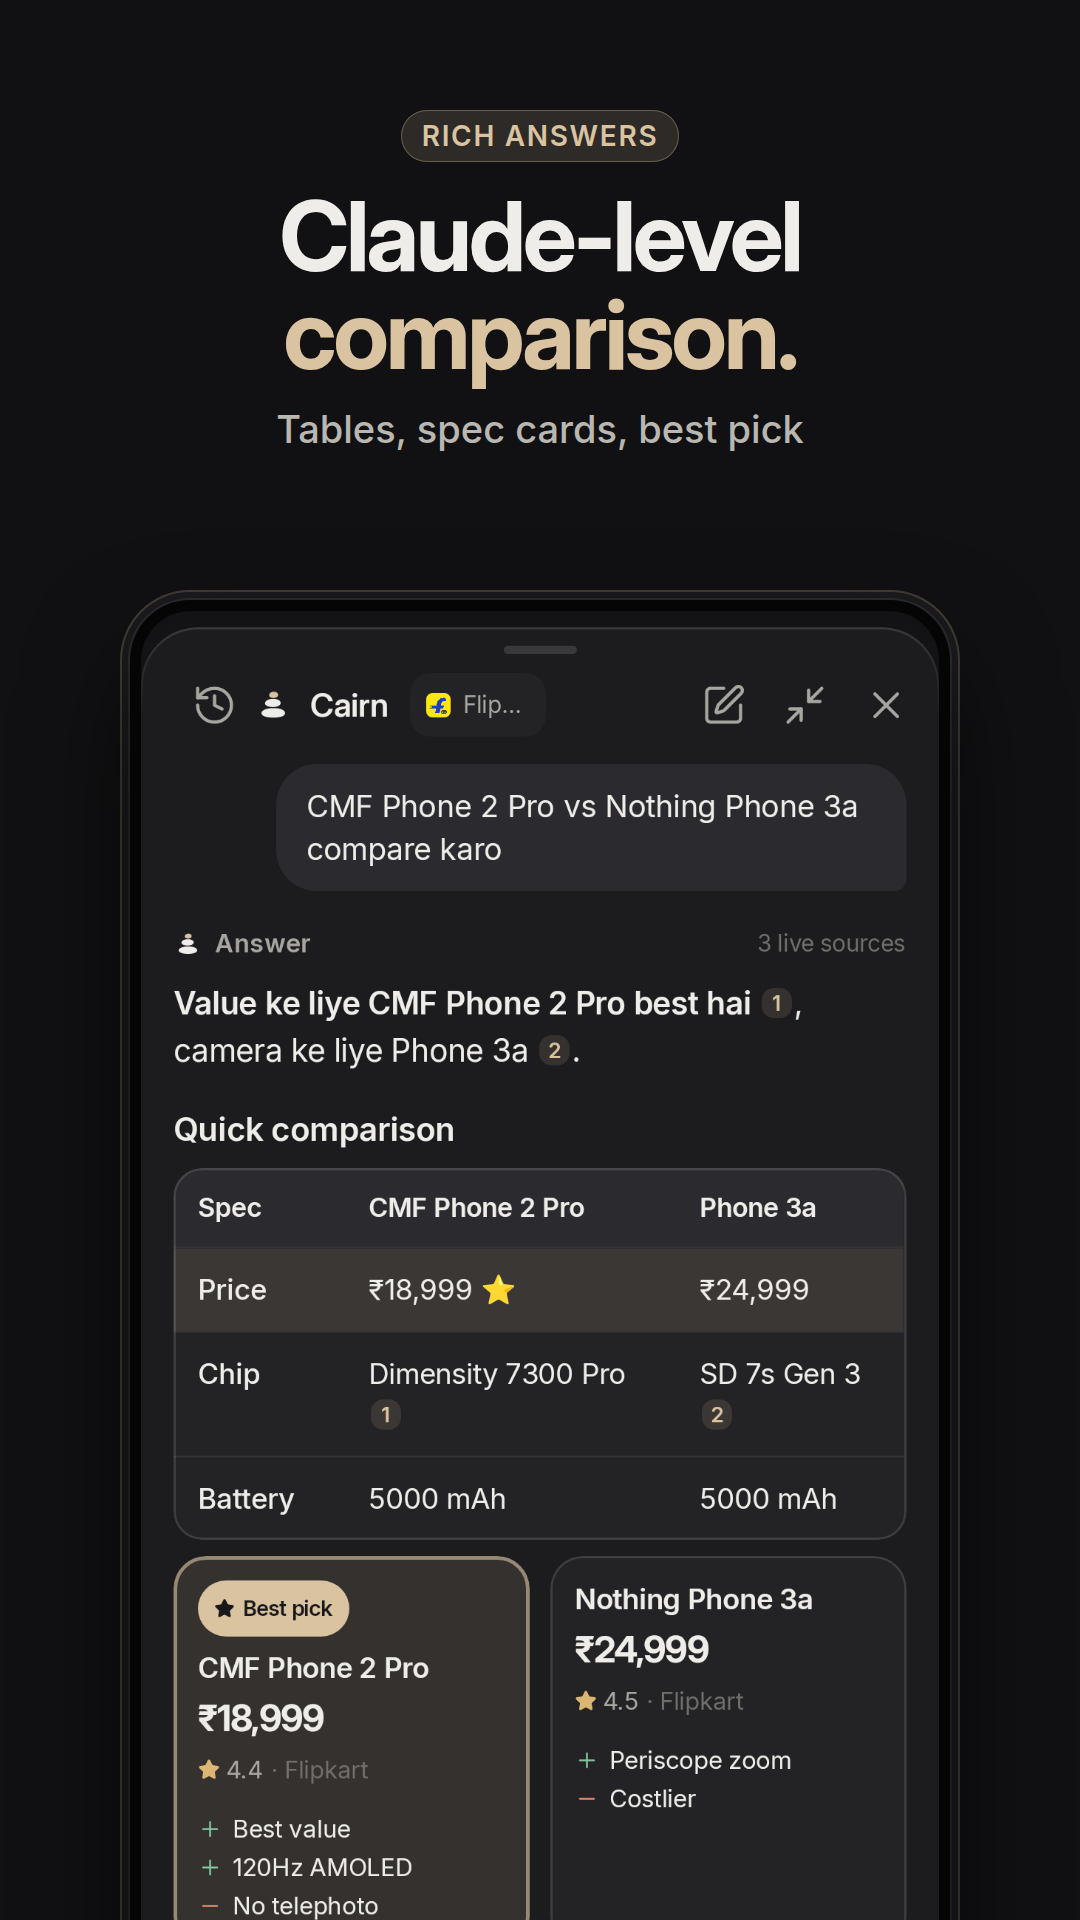 RICH ANSWERS
Claude-level
comparison.
Tables, spec cards, best pick
Cairn Flip...
CMF Phone 2 Pro vs Nothing Phone 3a
compare karo
Answer 3 live sources
Value ke liye CMF Phone 2 Pro best hai 1,
camera ke liye Phone 3a 2.
Quick comparison
Spec CMF Phone 2 Pro Phone 3a
Price ₹18,999 ⭐ ₹24,999
Chip Dimensity 7300 Pro SD 7s Gen 3
1 2
Battery 5000 mAh 5000 mAh
★ Best pick
CMF Phone 2 Pro
₹18,999
★ 4.4 · Flipkart
+ Best value
+ 120Hz AMOLED
− No telephoto
Nothing Phone 3a
₹24,999
★ 4.5 · Flipkart
+ Periscope zoom
− Costlier